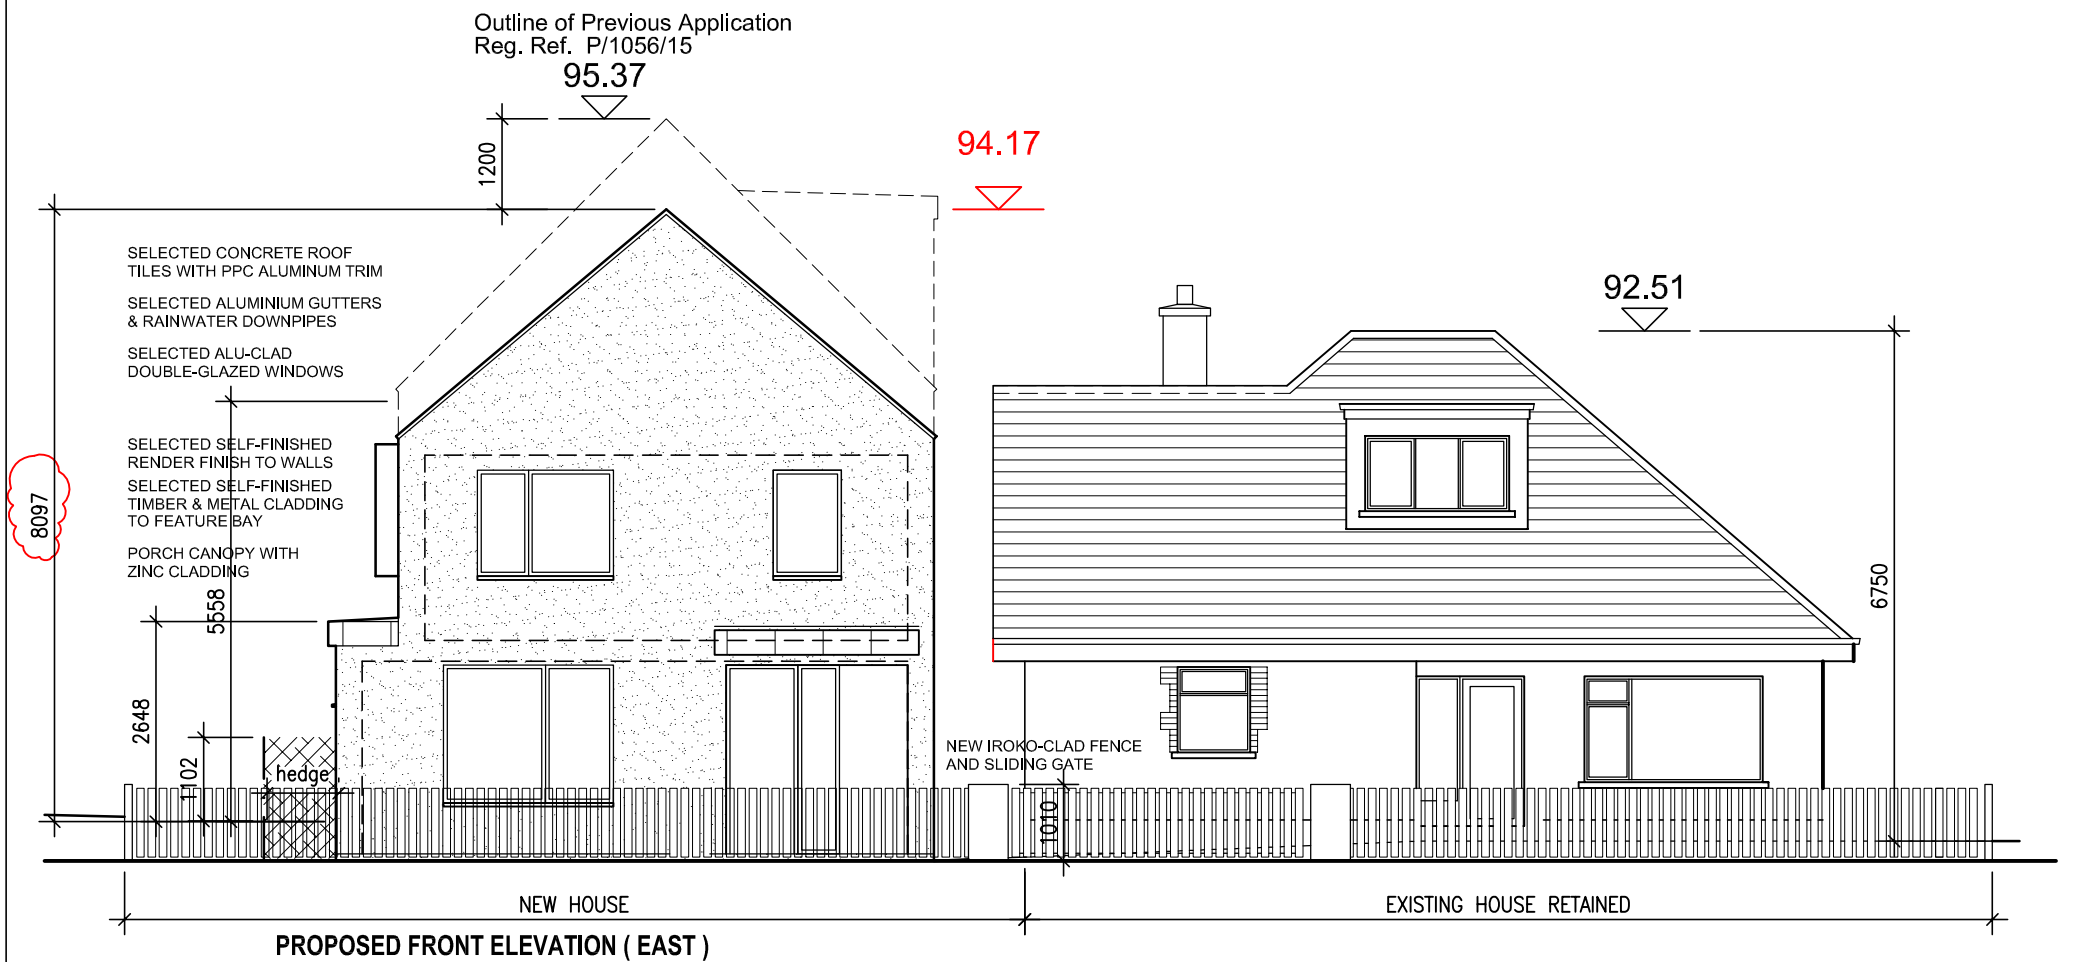 Outline of Previous Application
Reg. Ref. P/1056/15
95.37
1200
94.17
SELECTED CONCRETE ROOF
TILES WITH PPC ALUMINUM TRIM
SELECTED ALUMINIUM GUTTERS
& RAINWATER DOWNPIPES
SELECTED ALU-CLAD
DOUBLE-GLAZED WINDOWS
92.51
SELECTED SELF-FINISHED
RENDER FINISH TO WALLS
SELECTED SELF-FINISHED
TIMBER & METAL CLADDING
TO FEATURE BAY
PORCH CANOPY WITH
ZINC CLADDING
8097
5558
2648
1102
hedge
6750
NEW IROKO-CLAD FENCE
AND SLIDING GATE
1010
NEW HOUSE
EXISTING HOUSE RETAINED
PROPOSED FRONT ELEVATION ( EAST )